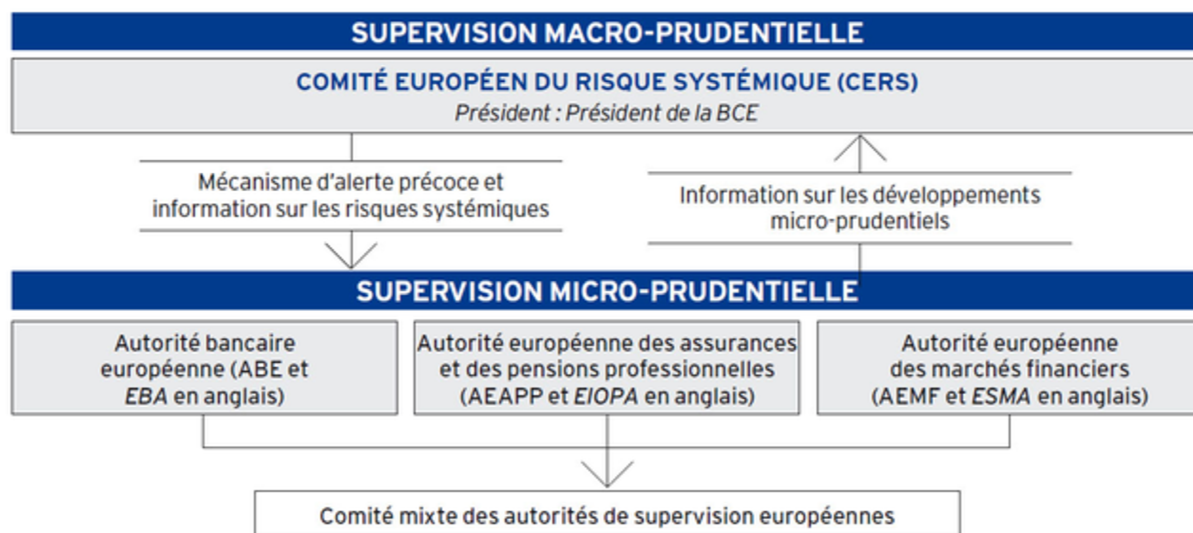 SUPERVISION MACRO-PRUDENTIELLE
COMITÉ EUROPÉEN DU RISQUE SYSTÉMIQUE (CERS)
Président : Président de la BCE
Mécanisme d'alerte précoce et
information sur les risques systémiques
Information sur les développements
micro-prudentiels
SUPERVISION MICRO-PRUDENTIELLE
Autorité bancaire
européenne (ABE et
EBA en anglais)
Autorité européenne des assurances
et des pensions professionnelles
(AEAPP et EIOPA en anglais)
Autorité européenne
des marchés financiers
(AEMF et ESMA en anglais)
Comité mixte des autorités de supervision européennes